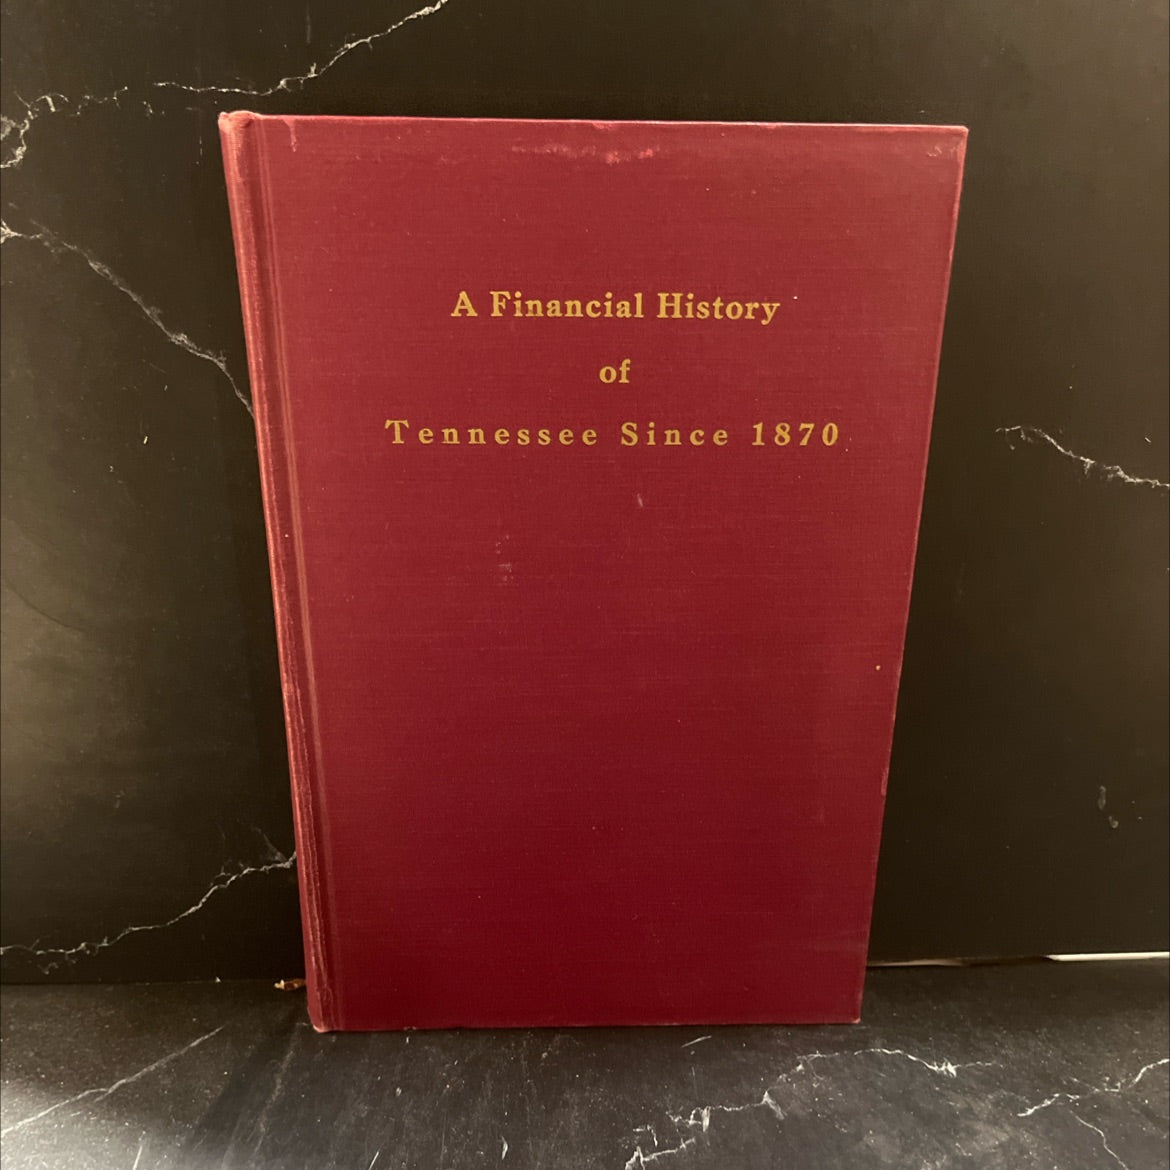 A Financial History
of
Tennessee Since 1870